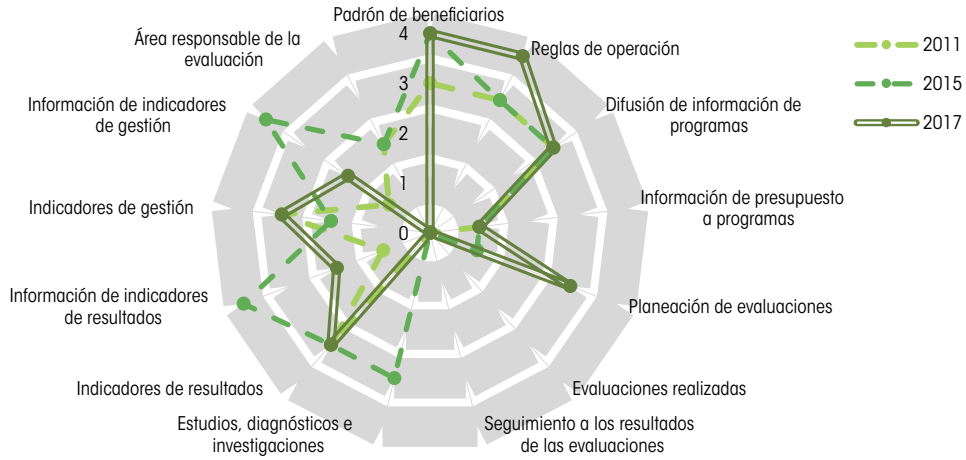 Padrón de beneficiarios
Reglas de operación
Difusión de información de
programas
Información de presupuesto
a programas
Planeación de evaluaciones
Evaluaciones realizadas
Seguimiento a los resultados
de las evaluaciones
Estudios, diagnósticos e
investigaciones
Indicadores de resultados
Información de indicadores
de resultados
Indicadores de gestión
Información de indicadores
de gestión
Área responsable de la
evaluación
4
3
2
1
0
2011
2015
2017